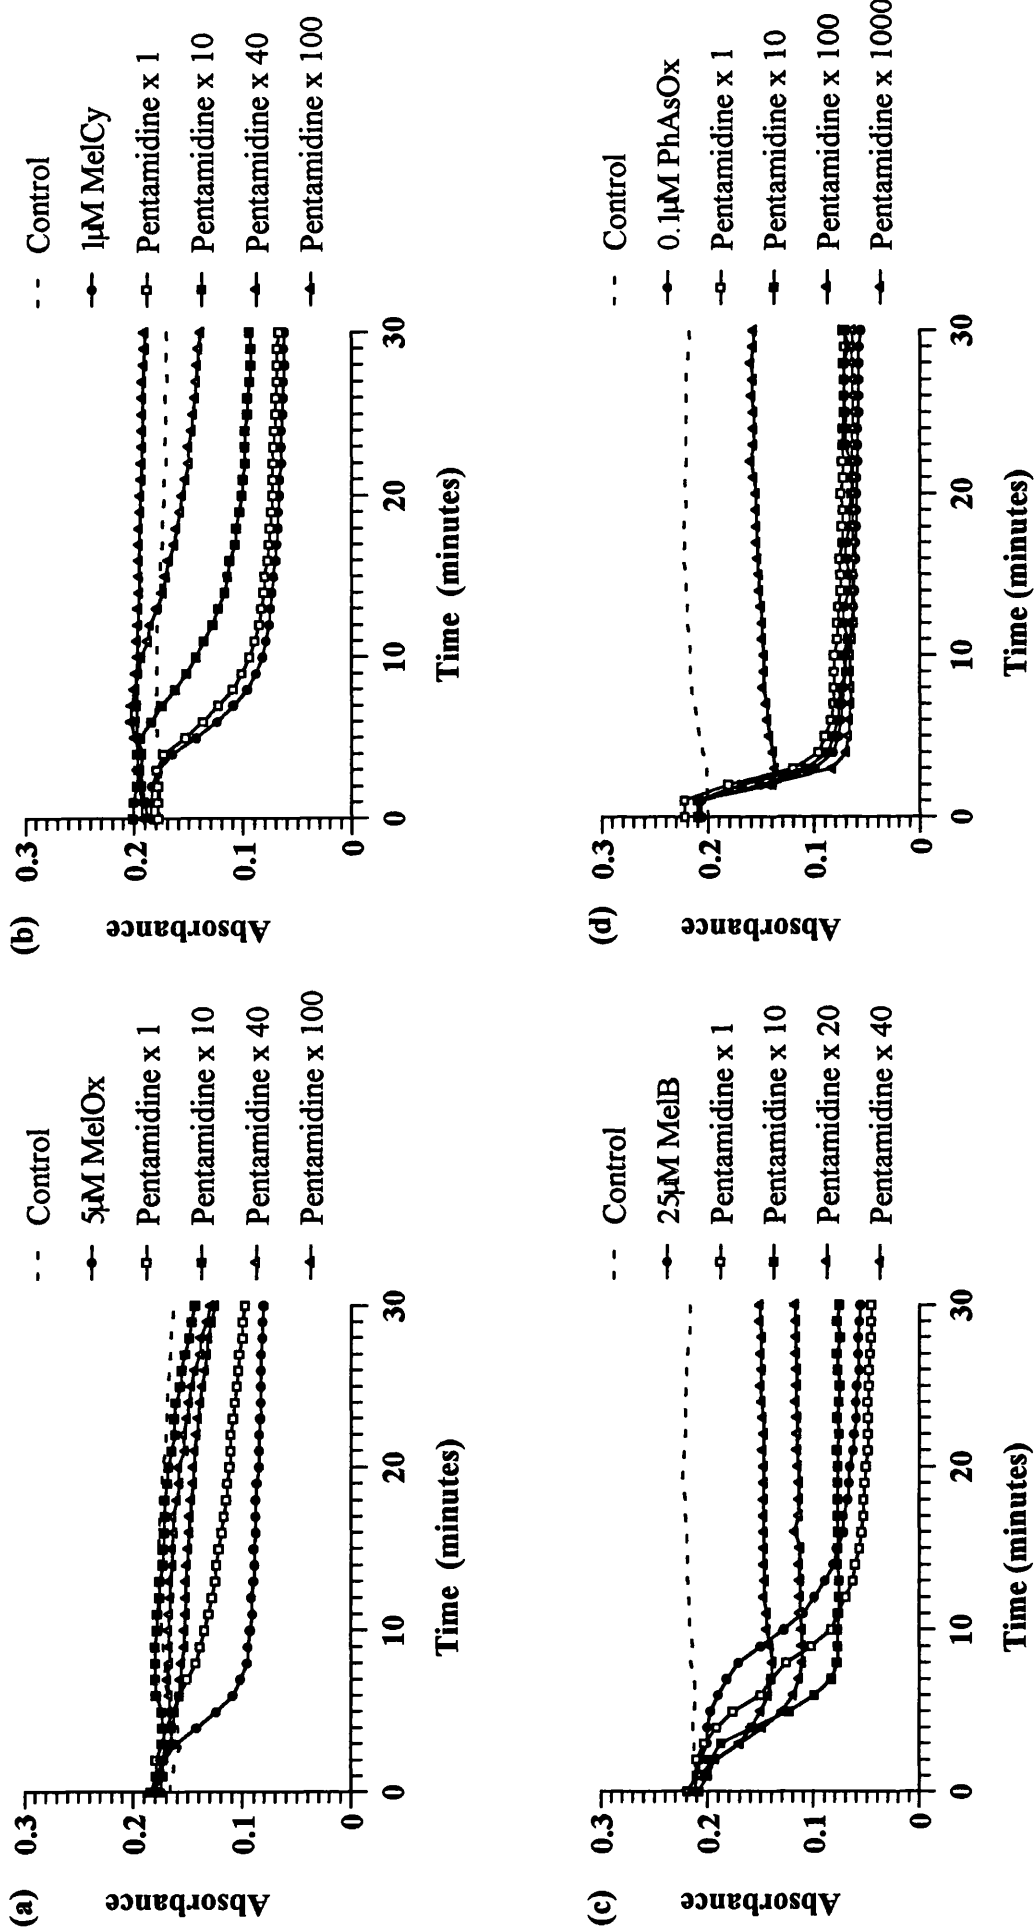 (a)
Absorbance
0.3
0.2
0.1
0
0
10
20
30
Time (minutes)
Control
5µM MelOx
Pentamidine x 1
Pentamidine x 10
Pentamidine x 40
Pentamidine x 100
(b)
Absorbance
0.3
0.2
0.1
0
0
10
20
30
Time (minutes)
Control
1µM MelCy
Pentamidine x 1
Pentamidine x 10
Pentamidine x 40
Pentamidine x 100
(c)
Absorbance
0.3
0.2
0.1
0
0
10
20
30
Time (minutes)
Control
25µM MelB
Pentamidine x 1
Pentamidine x 10
Pentamidine x 20
Pentamidine x 40
(d)
Absorbance
0.3
0.2
0.1
0
0
10
20
30
Time (minutes)
Control
0.1µM PhAsOx
Pentamidine x 1
Pentamidine x 10
Pentamidine x 100
Pentamidine x 1000